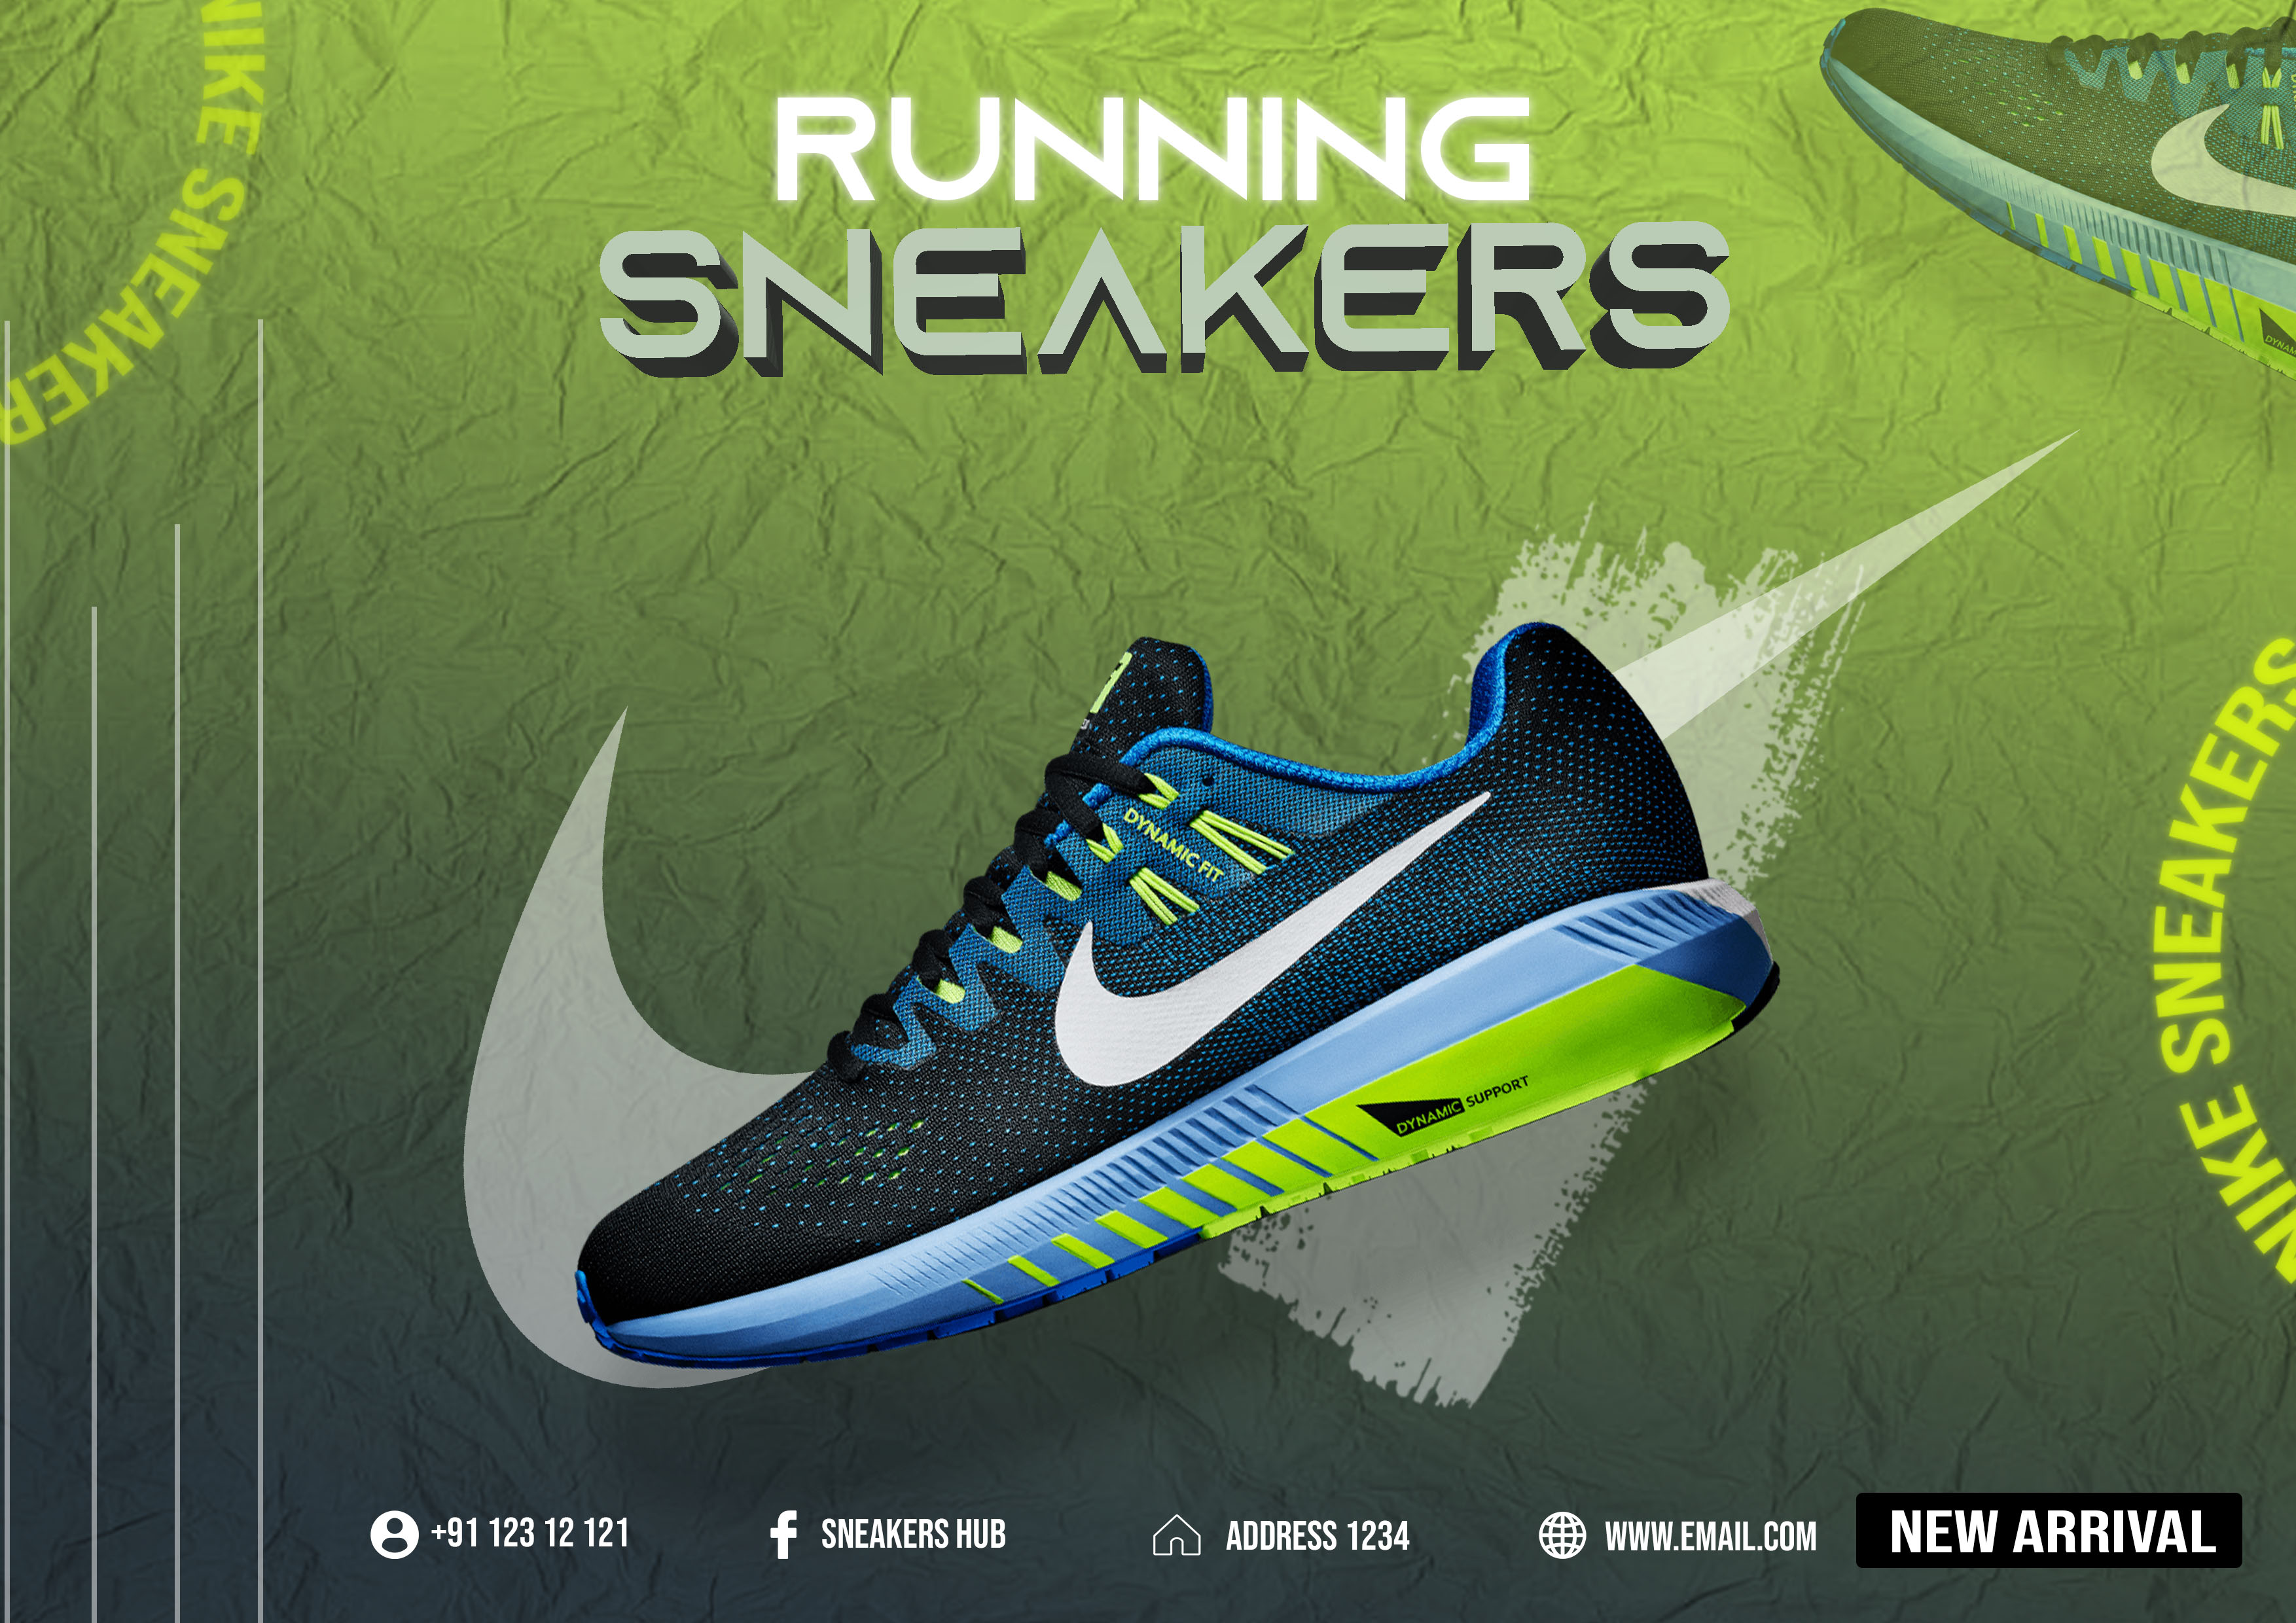 NIKE SNEAKER
RUNNING
SNEAKERS
DYNAMIC FIT
DYNAMIC SUPPORT
NIKE SNEAKERS
+91 123 12 121
SNEAKERS HUB
ADDRESS 1234
WWW.EMAIL.COM
NEW ARRIVAL